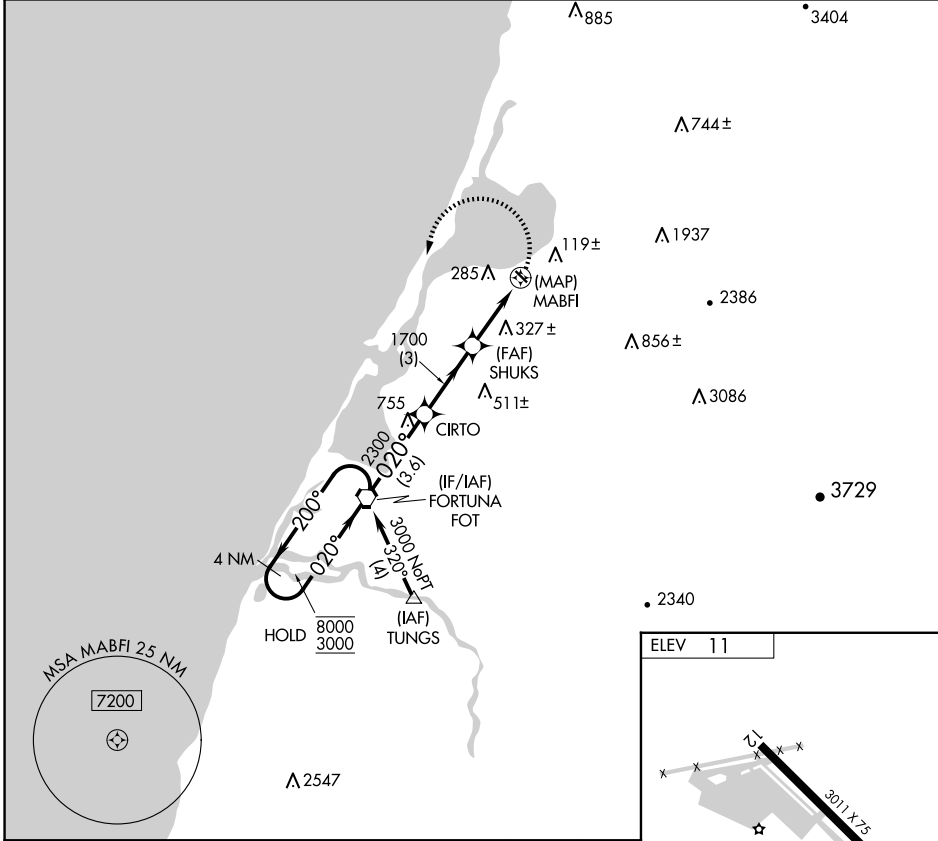 885
3404
744±
119±
1937
285
(MAP)
MABFI
2386
327±
1700
(3)
(FAF)
SHUKS
856±
511±
3086
755
CIRTO
2300
020°
(3.6)
(IF/IAF)
FORTUNA
FOT
3729
200°
020°
3000 NoPT
320°
(4)
4 NM
HOLD
8000
3000
(IAF)
TUNGS
2340
MSA MABFI 25 NM
7200
2547
ELEV 11
12
3011 X 75